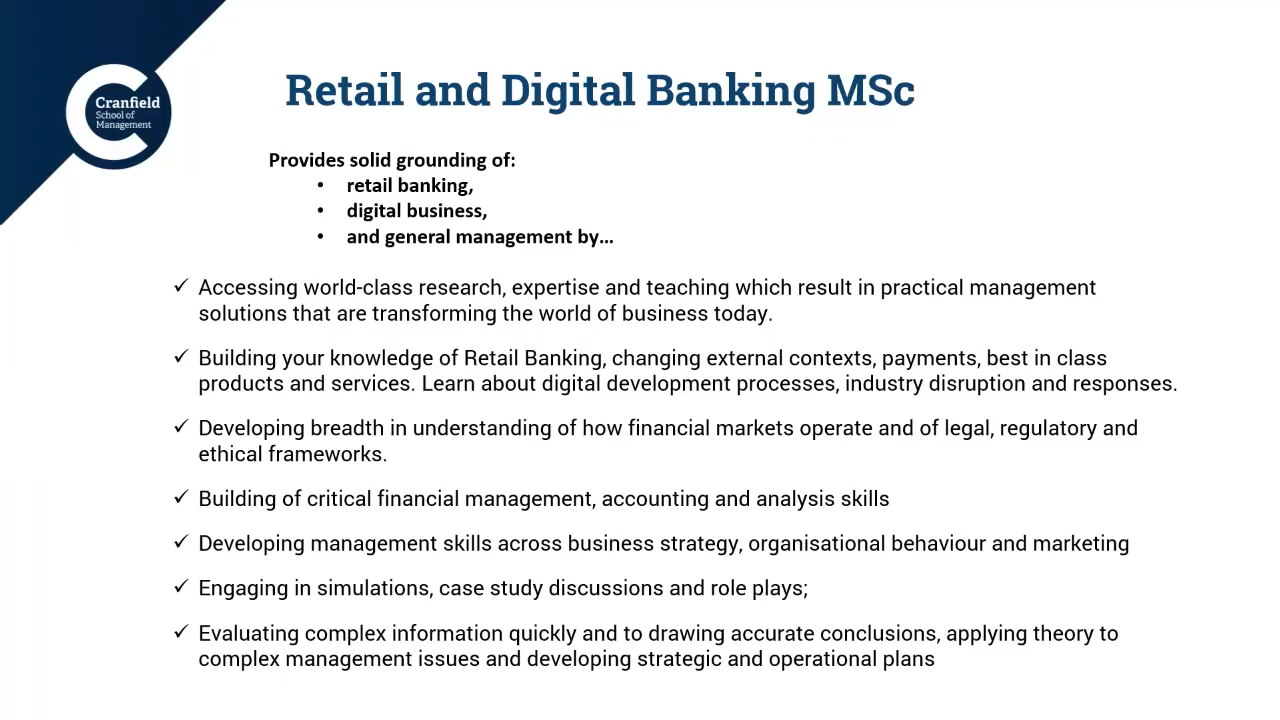 Cranfield
School of
Management
Retail and Digital Banking MSc
Provides solid grounding of:
• retail banking,
• digital business,
• and general management by...
✓ Accessing world-class research, expertise and teaching which result in practical management
solutions that are transforming the world of business today.
✓ Building your knowledge of Retail Banking, changing external contexts, payments, best in class
products and services. Learn about digital development processes, industry disruption and responses.
✓ Developing breadth in understanding of how financial markets operate and of legal, regulatory and
ethical frameworks.
✓ Building of critical financial management, accounting and analysis skills
✓ Developing management skills across business strategy, organisational behaviour and marketing
✓ Engaging in simulations, case study discussions and role plays;
✓ Evaluating complex information quickly and to drawing accurate conclusions, applying theory to
complex management issues and developing strategic and operational plans